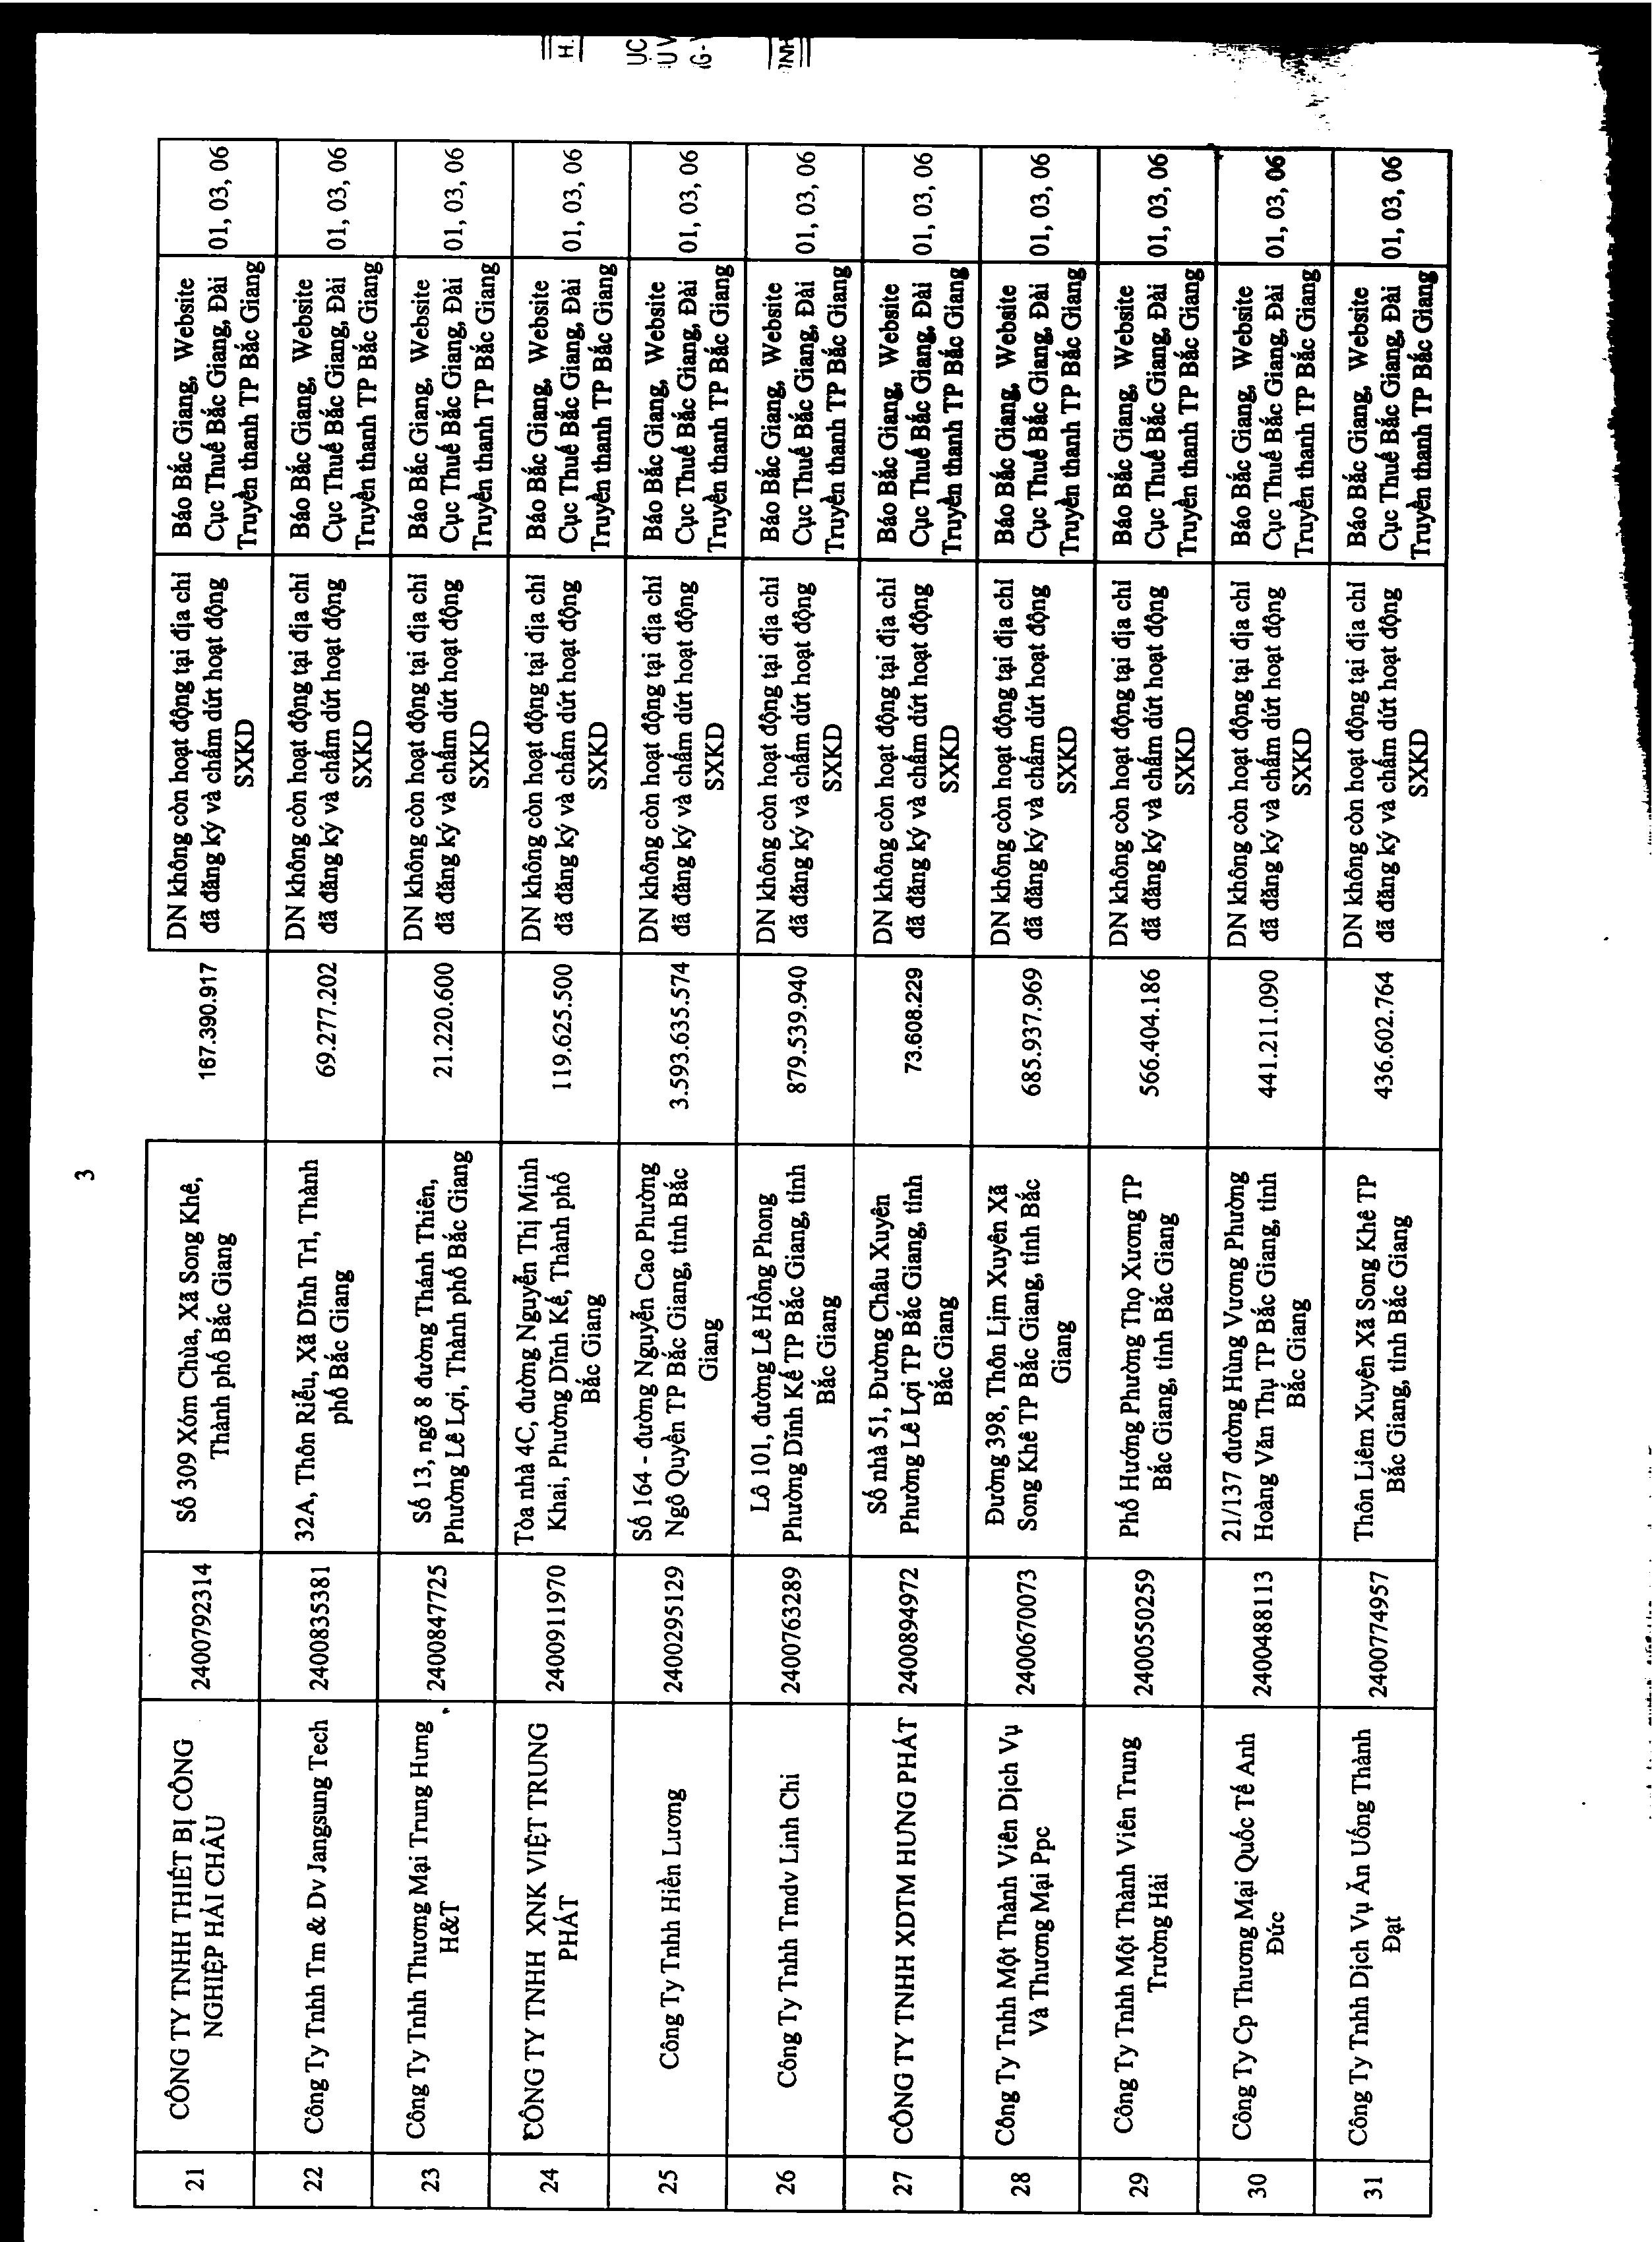 3
21
CÔNG TY TNHH THIẾT BỊ CÔNG
NGHIỆP HẢI CHÂU
2400792314
Số 309 Xóm Chùa, Xã Song Khê,
Thành phố Bắc Giang
167.390.917
DN không còn hoạt động tại địa chỉ
đã đăng ký và chấm dứt hoạt động
SXKD
Báo Bắc Giang, Website
Cục Thuế Bắc Giang, Đài
Truyền thanh TP Bắc Giang
01, 03, 06
22
Công Ty Tnhh Tm & Dv Jangsung Tech
2400835381
32A, Thôn Riễu, Xã Dĩnh Trì, Thành
phố Bắc Giang
69.277.202
DN không còn hoạt động tại địa chỉ
đã đăng ký và chấm dứt hoạt động
SXKD
Báo Bắc Giang, Website
Cục Thuế Bắc Giang, Đài
Truyền thanh TP Bắc Giang
01, 03, 06
23
Công Ty Tnhh Thương Mại Trung Hưng
H&T
2400847725
Số 13, ngõ 8 đường Thánh Thiên,
Phường Lê Lợi, Thành phố Bắc Giang
21.220.600
DN không còn hoạt động tại địa chỉ
đã đăng ký và chấm dứt hoạt động
SXKD
Báo Bắc Giang, Website
Cục Thuế Bắc Giang, Đài
Truyền thanh TP Bắc Giang
01, 03, 06
24
CÔNG TY TNHH XNK VIỆT TRUNG
PHÁT
2400911970
Tòa nhà 4C, đường Nguyễn Thị Minh
Khai, Phường Dĩnh Kế, Thành phố
Bắc Giang
119.625.500
DN không còn hoạt động tại địa chỉ
đã đăng ký và chấm dứt hoạt động
SXKD
Báo Bắc Giang, Website
Cục Thuế Bắc Giang, Đài
Truyền thanh TP Bắc Giang
01, 03, 06
25
Công Ty Tnhh Hiền Lương
2400295129
Số 164 - đường Nguyễn Cao Phường
Ngô Quyền TP Bắc Giang, tỉnh Bắc
Giang
3.593.635.574
DN không còn hoạt động tại địa chỉ
đã đăng ký và chấm dứt hoạt động
SXKD
Báo Bắc Giang, Website
Cục Thuế Bắc Giang, Đài
Truyền thanh TP Bắc Giang
01, 03, 06
26
Công Ty Tnhh Tmdv Linh Chi
2400763289
Lô 101, đường Lê Hồng Phong
Phường Dĩnh Kế TP Bắc Giang, tỉnh
Bắc Giang
879.539.940
DN không còn hoạt động tại địa chỉ
đã đăng ký và chấm dứt hoạt động
SXKD
Báo Bắc Giang, Website
Cục Thuế Bắc Giang, Đài
Truyền thanh TP Bắc Giang
01, 03, 06
27
CÔNG TY TNHH XDTM HƯNG PHÁT
2400894972
Số nhà 51, Đường Châu Xuyên
Phường Lê Lợi TP Bắc Giang, tỉnh
Bắc Giang
73.608.229
DN không còn hoạt động tại địa chỉ
đã đăng ký và chấm dứt hoạt động
SXKD
Báo Bắc Giang, Website
Cục Thuế Bắc Giang, Đài
Truyền thanh TP Bắc Giang
01, 03, 06
28
Công Ty Tnhh Một Thành Viên Dịch Vụ
Và Thương Mại Ppc
2400670073
Đường 398, Thôn Lịm Xuyên Xã
Song Khê TP Bắc Giang, tỉnh Bắc
Giang
685.937.969
DN không còn hoạt động tại địa chỉ
đã đăng ký và chấm dứt hoạt động
SXKD
Báo Bắc Giang, Website
Cục Thuế Bắc Giang, Đài
Truyền thanh TP Bắc Giang
01, 03, 06
29
Công Ty Tnhh Một Thành Viên Trung
Trường Hải
2400550259
Phố Hướng Phường Thọ Xương TP
Bắc Giang, tỉnh Bắc Giang
566.404.186
DN không còn hoạt động tại địa chỉ
đã đăng ký và chấm dứt hoạt động
SXKD
Báo Bắc Giang, Website
Cục Thuế Bắc Giang, Đài
Truyền thanh TP Bắc Giang
01, 03, 06
30
Công Ty Cp Thương Mại Quốc Tế Anh
Đức
2400488113
21/137 đường Hùng Vương Phường
Hoàng Văn Thụ TP Bắc Giang, tỉnh
Bắc Giang
441.211.090
DN không còn hoạt động tại địa chỉ
đã đăng ký và chấm dứt hoạt động
SXKD
Báo Bắc Giang, Website
Cục Thuế Bắc Giang, Đài
Truyền thanh TP Bắc Giang
01, 03, 06
31
Công Ty Tnhh Dịch Vụ Ăn Uống Thành
Đạt
2400774957
Thôn Liêm Xuyên Xã Song Khê TP
Bắc Giang, tỉnh Bắc Giang
436.602.764
DN không còn hoạt động tại địa chỉ
đã đăng ký và chấm dứt hoạt động
SXKD
Báo Bắc Giang, Website
Cục Thuế Bắc Giang, Đài
Truyền thanh TP Bắc Giang
01, 03, 06